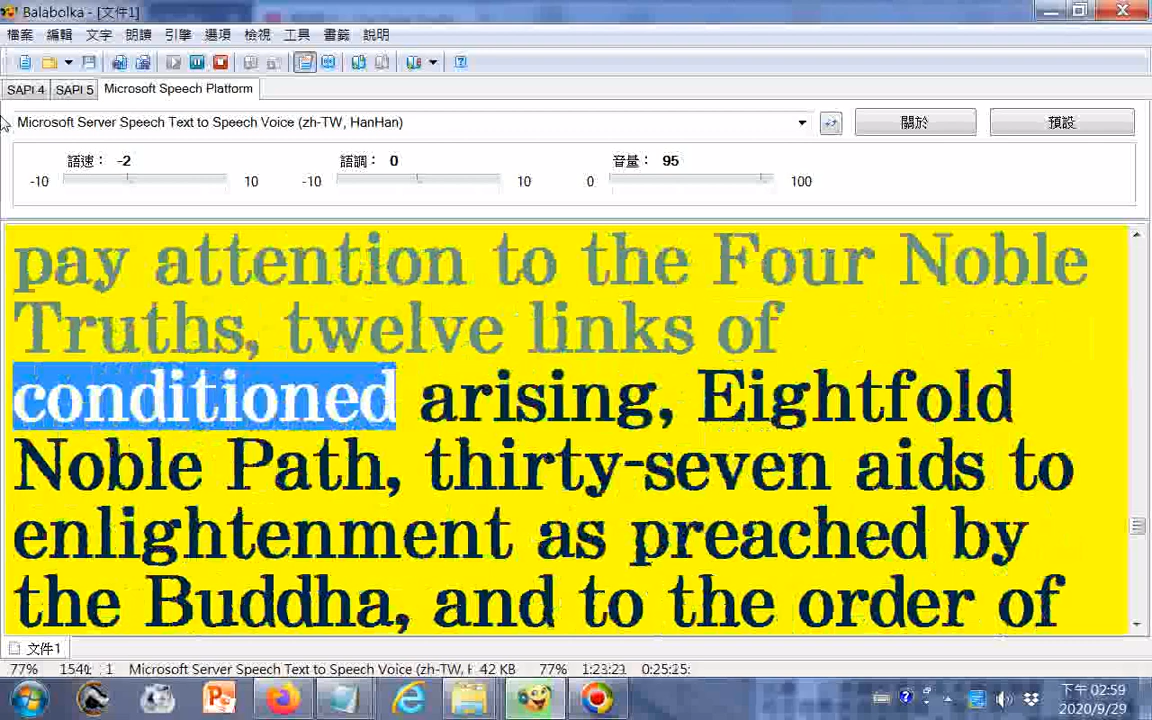 Balabolka - [文件1]
檔案 編輯 文字 朗讀 引擎 選項 檢視 工具 書籤 說明
SAPI 4 SAPI 5 Microsoft Speech Platform
Microsoft Server Speech Text to Speech Voice (zh-TW, HanHan) 關於 預設
語速： -2 語調： 0 音量： 95
-10 10 -10 10 0 100
pay attention to the Four Noble
Truths, twelve links of
conditioned arising, Eightfold
Noble Path, thirty-seven aids to
enlightenment as preached by
the Buddha, and to the order of
文件1
77% 1 Microsoft Server Speech Text to Speech Voice (zh-TW, 42 KB 77% 0:25:25:
下午 02:59
2020/9/29